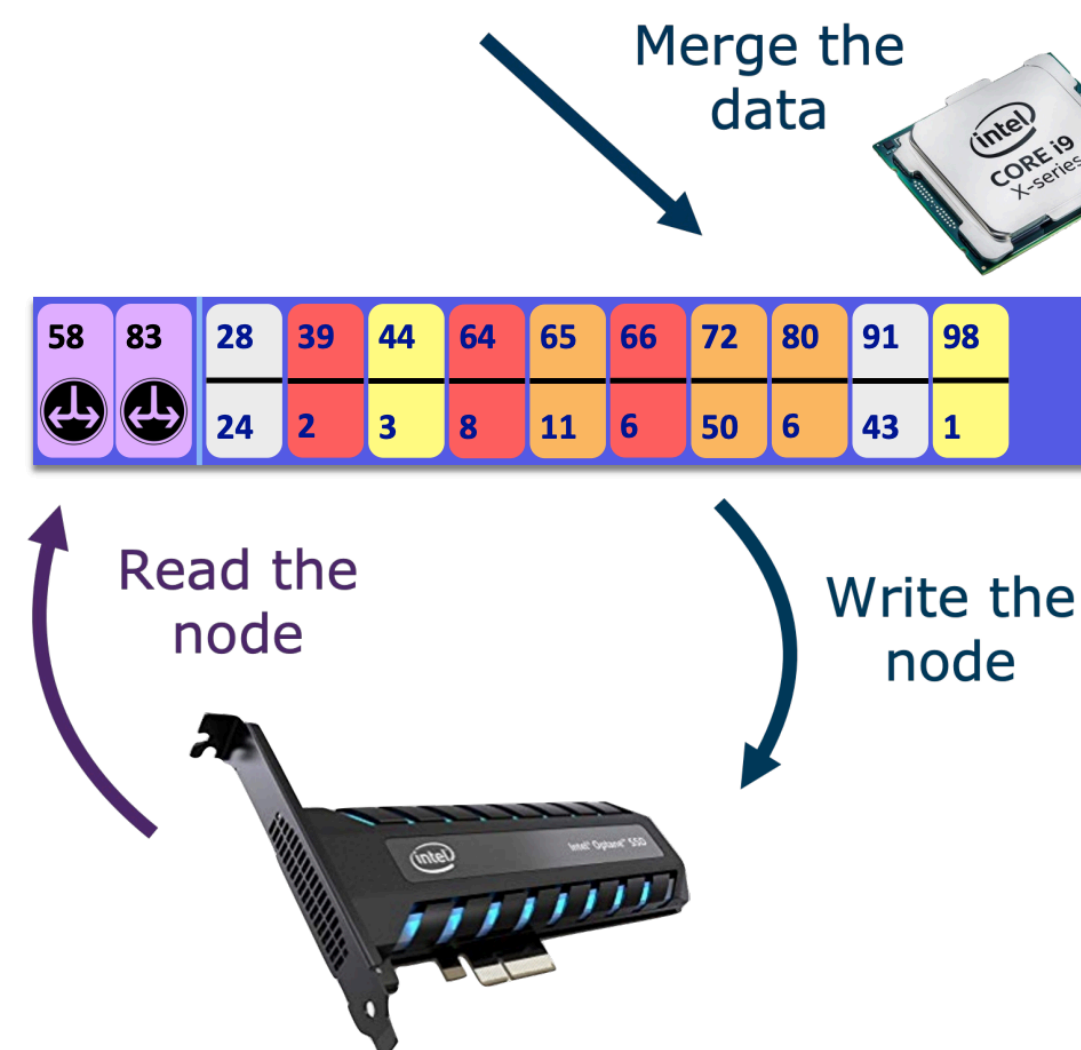 Merge the
data
intel
CORE i9
X-series
58 83 28 39 44 64 65 66 72 80 91 98
24 2 3 8 11 6 50 6 43 1
Read the
node
Write the
node
intel
Intel® Optane™ SSD